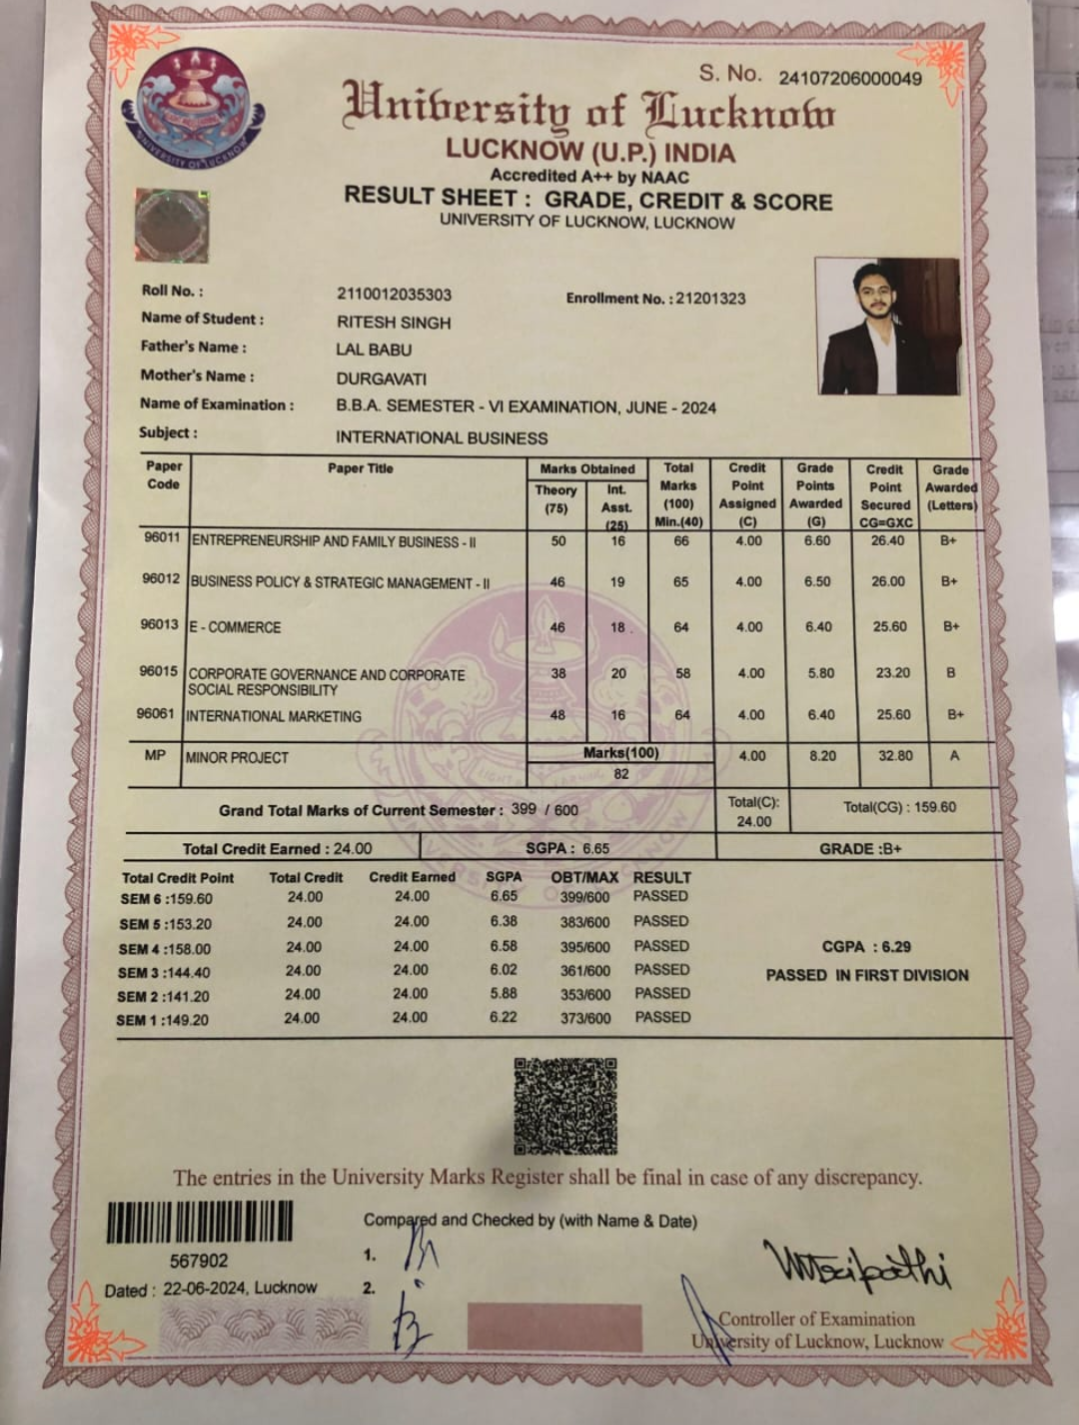 S. No. 24107206000049
UNIVERSITY OF LUCKNOW
University of Lucknow
LUCKNOW (U.P.) INDIA
Accredited A++ by NAAC
RESULT SHEET : GRADE, CREDIT & SCORE
UNIVERSITY OF LUCKNOW, LUCKNOW
Roll No. : 2110012035303 Enrollment No. : 21201323
Name of Student : RITESH SINGH
Father's Name : LAL BABU
Mother's Name : DURGAVATI
Name of Examination : B.B.A. SEMESTER - VI EXAMINATION, JUNE - 2024
Subject : INTERNATIONAL BUSINESS
Paper Code Paper Title Marks Obtained Theory (75) Int. Asst. (25) Total Marks (100) Min.(40) Credit Point Assigned (C) Grade Points Awarded (G) Credit Point Secured CG=GXC Grade Awarded (Letters)
96011 ENTREPRENEURSHIP AND FAMILY BUSINESS - II 50 16 66 4.00 6.60 26.40 B+
96012 BUSINESS POLICY & STRATEGIC MANAGEMENT - II 46 19 65 4.00 6.50 26.00 B+
96013 E - COMMERCE 46 18 64 4.00 6.40 25.60 B+
96015 CORPORATE GOVERNANCE AND CORPORATE 38 20 58 4.00 5.80 23.20 B
SOCIAL RESPONSIBILITY
96061 INTERNATIONAL MARKETING 48 16 64 4.00 6.40 25.60 B+
MP MINOR PROJECT Marks(100) 4.00 8.20 32.80 A
82
Grand Total Marks of Current Semester : 399 / 600 Total(C): 24.00 Total(CG) : 159.60
Total Credit Earned : 24.00 SGPA : 6.65 GRADE :B+
Total Credit Point Total Credit Credit Earned SGPA OBT/MAX RESULT
SEM 6 :159.60 24.00 24.00 6.65 399/600 PASSED
SEM 5 :153.20 24.00 24.00 6.38 383/600 PASSED
SEM 4 :158.00 24.00 24.00 6.58 395/600 PASSED CGPA : 6.29
SEM 3 :144.40 24.00 24.00 6.02 361/600 PASSED PASSED IN FIRST DIVISION
SEM 2 :141.20 24.00 24.00 5.88 353/600 PASSED
SEM 1 :149.20 24.00 24.00 6.22 373/600 PASSED
The entries in the University Marks Register shall be final in case of any discrepancy.
Compared and Checked by (with Name & Date)
567902
1.
Dated : 22-06-2024, Lucknow
2.
Controller of Examination
University of Lucknow, Lucknow